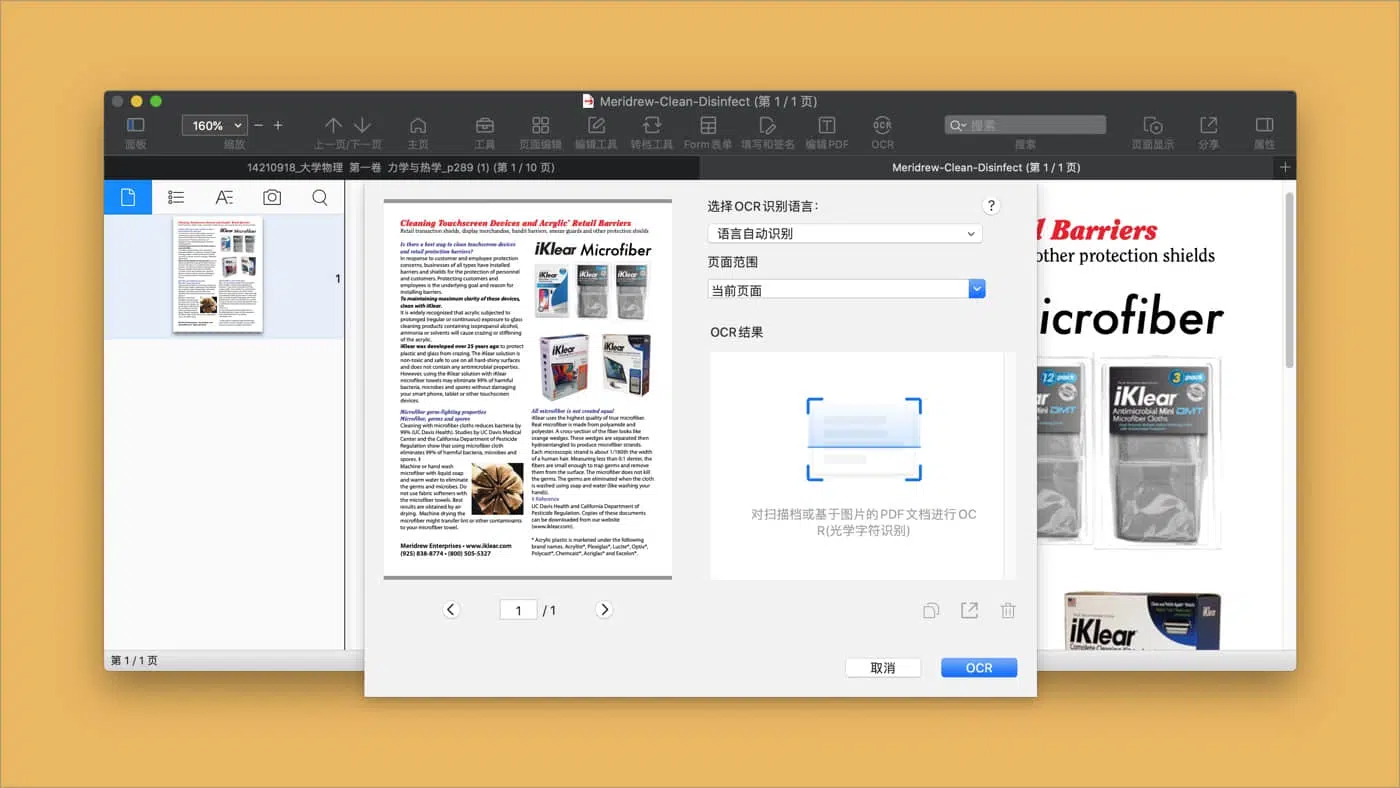 Meridrew-Clean-Disinfect (第 1 / 1 页)
160%
搜索
面板
缩放
上一页/下一页
主页
工具
页面编辑
编辑工具
转档工具
Form表单
填写和签名
编辑PDF
OCR
OCR
搜索
页面显示
分享
属性
14210918_大学物理 第一卷 力学与热学_p289 (1) (第 1 / 10 页)
Meridrew-Clean-Disinfect (第 1 / 1 页)
1
第 1 / 1 页
Cleaning Touchscreen Devices and Acrylic* Retail Barriers
Retail transaction shields, display merchandise, bandit barriers, sneeze guards and other protection shields
Is there a best way to clean touchscreen devices
and retail protection barriers?
In response to customer and employee protection
concerns, businesses of all types have installed
barriers and shields for the protection of personnel
and customers. Protecting customers and
employees is the underlying goal and reason for
installing barriers.
To maintaining maximum clarity of these devices,
clean with iKlear.
It is widely recognized that acrylic subjected to
prolonged (regular or continuous) exposure to glass
cleaning products containing isopropanol alcohol,
ammonia or solvents will cause crazing or stiffening
of the acrylic.
iKlear was developed over 25 years ago to protect
plastic and glass from crazing. The iKlear solution is
non-toxic and safe to use on all hard-shiny surfaces
and does not contain any antimicrobial properties.
However, using the iKlear solution with iKlear
microfiber towels may eliminate 99% of harmful
bacteria, microbes and spores without damaging
your smart phone, tablet or other touchscreen
devices.
Microfiber germ-fighting properties
Microfiber, germs and spores
Cleaning with microfiber cloths reduces bacteria by
99% (UC Davis Health). Studies by UC Davis Medical
Center and the California Department of Pesticide
Regulation show that using microfiber cloth
eliminates 99% of harmful bacteria, microbes and
spores. ‡
Machine or hand wash
microfiber with liquid soap
and warm water to eliminate
the germs and microbes. Do
not use fabric softeners with
the microfiber towels. Best
results are obtained by air
drying. Machine drying the
microfiber might transfer lint or other contaminants
to your microfiber towel.
Meridrew Enterprises • www.iklear.com
(925) 838-8774 • (800) 505-5327
iKlear Microfiber
iKlear
iKlear
iKlear
iKlear
iKlear
All microfiber is not created equal
iKlear uses the highest quality of true microfiber.
Real microfiber is made from polyamide and
polyester. A cross-section of the fiber looks like
orange wedges. These wedges are separated then
hydroentangled to produce microfiber strands.
Each microscopic strand is about 1/180th the width
of a human hair. Measuring less than 0.1 denier, the
fibers are small enough to trap germs and remove
them from the surface. The microfiber does not kill
the germs. The germs are eliminated when the cloth
is washed using soap and water (like washing your
hands).
‡ Reference
UC Davis Health and California Department of
Pesticide Regulation. Copies of these documents
can be downloaded from our website
(www.iklear.com).
* Acrylic plastic is marketed under the following
brand names. Acrylite®, Plexiglas®, Lucite®, Optix®,
Polycast®, Chemcast®, Acriglas® and Excelon®.
1
/ 1
选择OCR识别语言:
?
语言自动识别
页面范围
当前页面
OCR结果
对扫描档或基于图片的PDF文档进行OC
R(光学字符识别)
取消
OCR
l Barriers
other protection shields
icrofiber
12 pack
3 pack
iKlear
Antimicrobial Mini DMT
Microfiber Cloths
iKlear